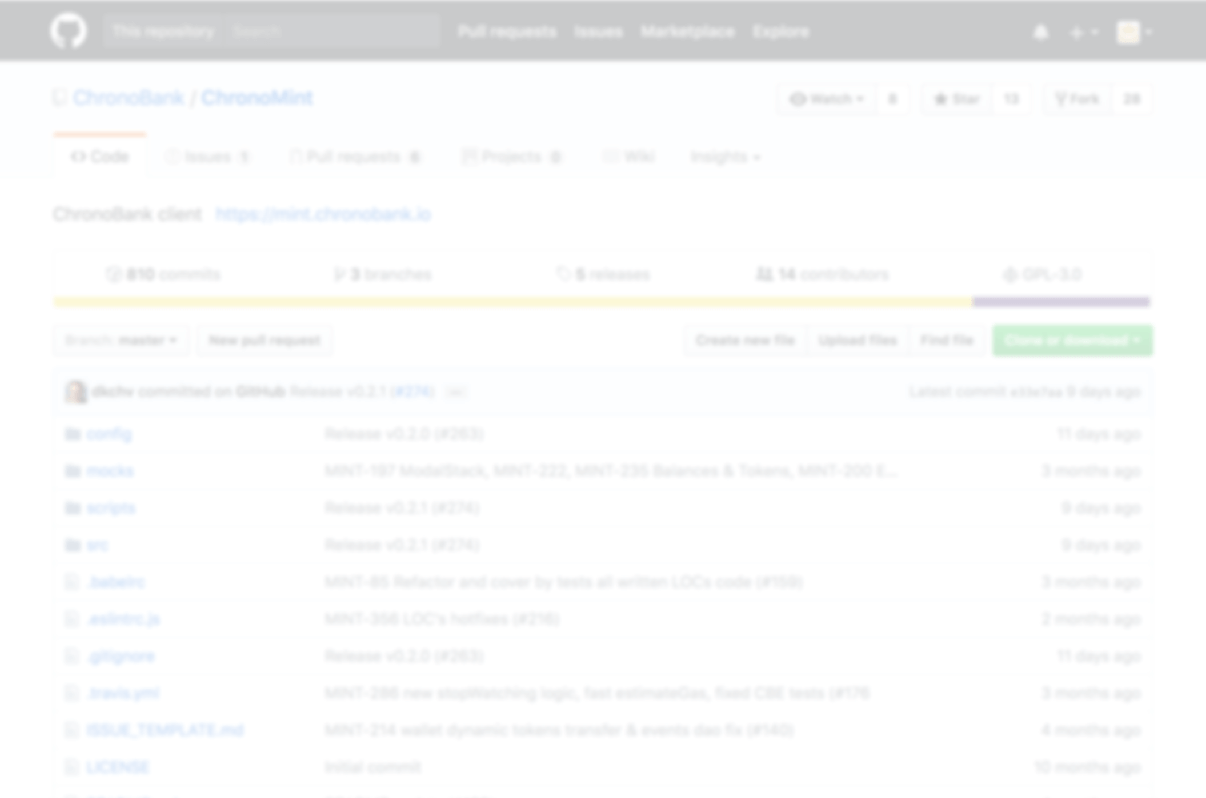 This repository Search Pull requests Issues Marketplace Explore
ChronoBank / ChronoMint Watch 8 Star 13 Fork 28
Code Issues 1 Pull requests 6 Projects 0 Wiki Insights
ChronoBank client https://mint.chronobank.io
810 commits 3 branches 5 releases 14 contributors GPL-3.0
Branch: master New pull request Create new file Upload files Find file Clone or download
dkchv committed on GitHub Release v0.2.1 (#274) Latest commit 9 days ago
config Release v0.2.0 (#263) 11 days ago
mocks MINT-197 ModalStack, MINT-222, MINT-235 Balances & Tokens, MINT-200 E... 3 months ago
scripts Release v0.2.1 (#274) 9 days ago
src Release v0.2.1 (#274) 9 days ago
.babelrc MINT-85 Refactor and cover by tests all written LOCs code (#159) 3 months ago
.eslintrc.js MINT-356 LOC's hotfixes (#216) 2 months ago
.gitignore Release v0.2.0 (#263) 11 days ago
.travis.yml MINT-286 new stopWatching logic, fast estimateGas, fixed CBE tests (#176 3 months ago
ISSUE_TEMPLATE.md MINT-214 wallet dynamic tokens transfer & events dao fix (#140) 4 months ago
LICENSE Initial commit 10 months ago